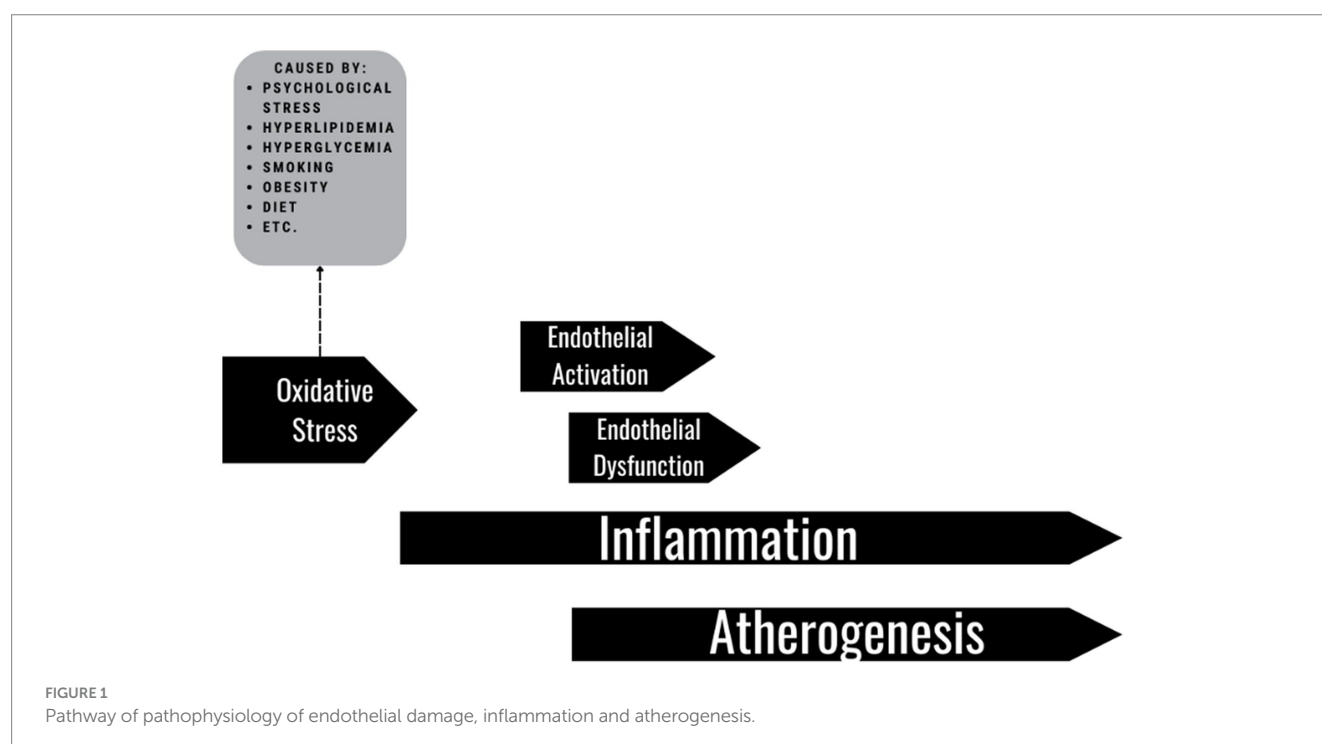 CAUSED BY:
• PSYCHOLOGICAL
STRESS
• HYPERLIPIDEMIA
• HYPERGLYCEMIA
• SMOKING
• OBESITY
• DIET
• ETC.
Oxidative
Stress
Endothelial
Activation
Endothelial
Dysfunction
Inflammation
Atherogenesis
FIGURE 1
Pathway of pathophysiology of endothelial damage, inflammation and atherogenesis.